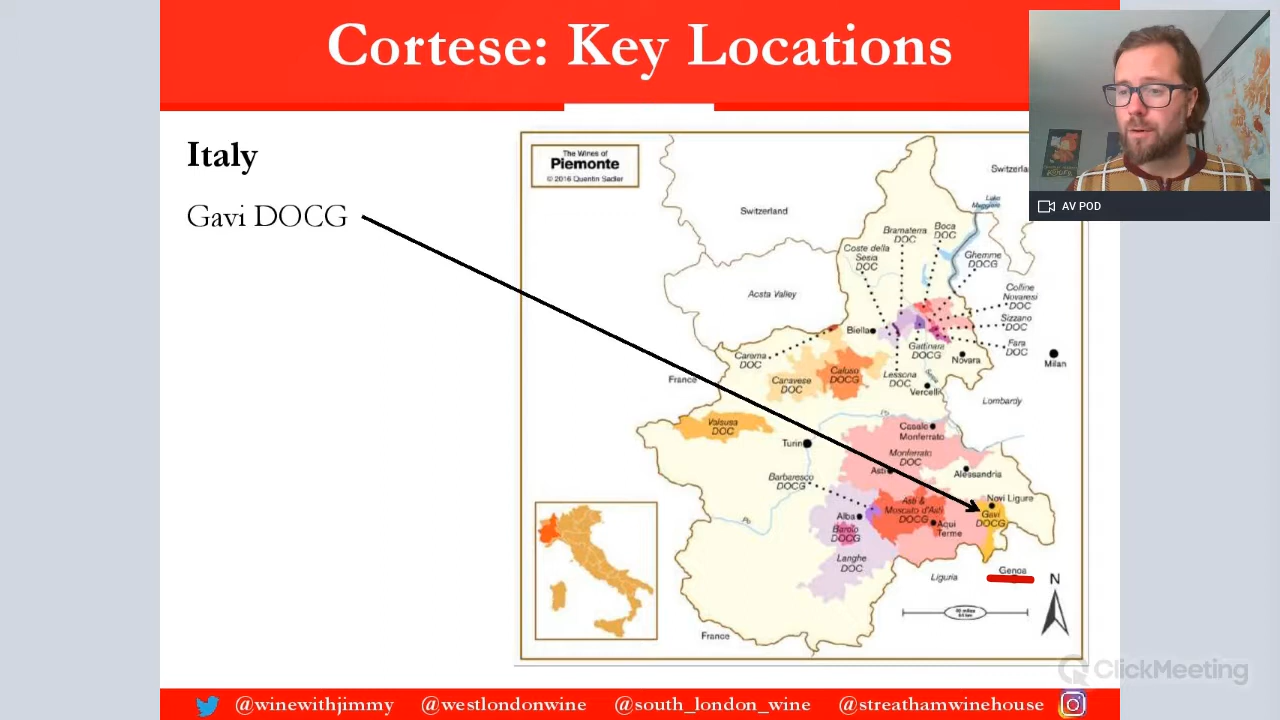 Cortese: Key Locations
Italy
Gavi DOCG
The Wines of
Piemonte
© 2016 Quentin Sadler
Switzerland
Switzerla
Lake
Maggiore
Aosta Valley
Bramaterra
DOC
Boca
DOC
Coste della
Sesia
DOC
Ghemme
DOCG
Colline
Novaresi
DOC
Sizzano
DOC
Fara
DOC
Biella
Gattinara
DOCG
Novara
Milan
Carema
DOC
Canavese
DOC
Caluso
DOCG
Lessona
DOC
Vercelli
France
Lombardy
Valsusa
DOC
Turin
Po
Casale
Monferrato
Monferrato
DOC
Asti
Alessandria
Barbaresco
DOCG
Novi Ligure
Asti &
Moscato d'Asti
DOCG
Gavi
DOCG
Alba
Acqui
Terme
Barolo
DOCG
Po
Langhe
DOC
Liguria
Genoa
N
France
AV POD
ClickMeeting
@winewithjimmy @westlondonwine @south_london_wine @streathamwinehouse